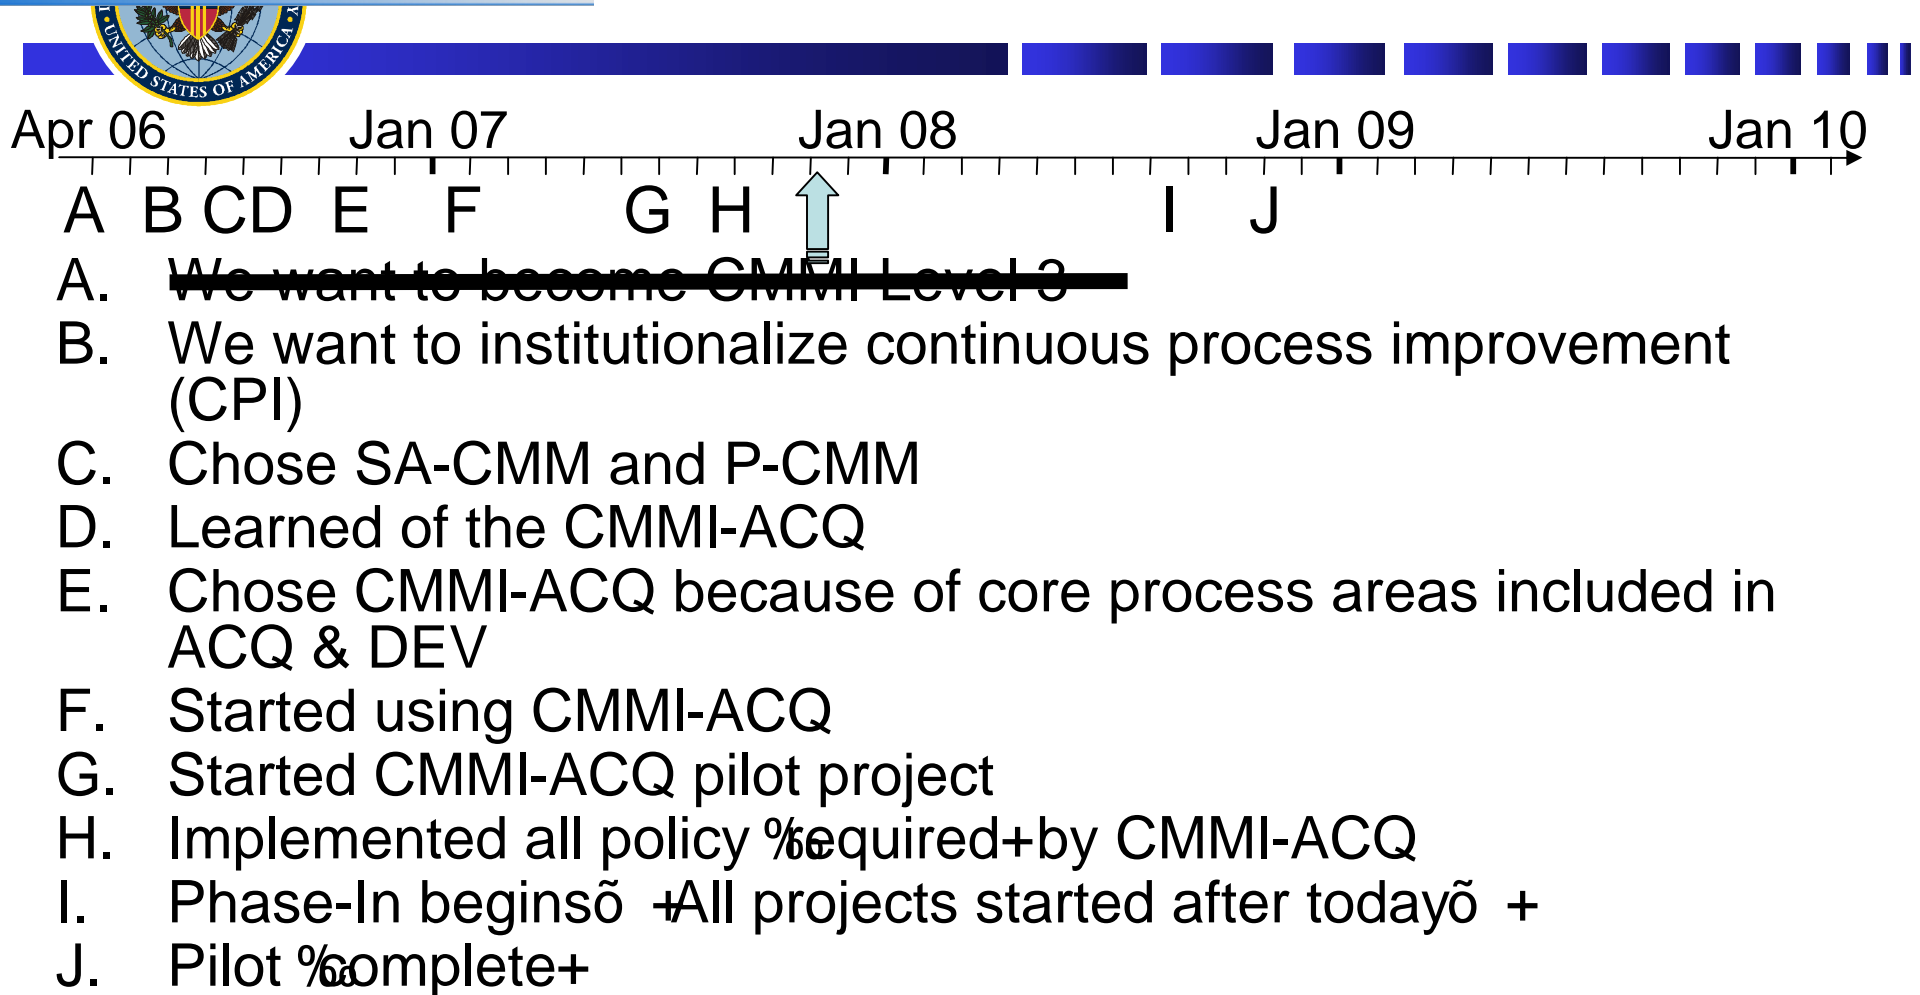 UNITED STATES OF AMERICA
Apr 06 Jan 07 Jan 08 Jan 09 Jan 10
A B C D E F G H I J
A. We want to become CMMI Level 3
B. We want to institutionalize continuous process improvement
(CPI)
C. Chose SA-CMM and P-CMM
D. Learned of the CMMI-ACQ
E. Chose CMMI-ACQ because of core process areas included in
ACQ & DEV
F. Started using CMMI-ACQ
G. Started CMMI-ACQ pilot project
H. Implemented all policy ‰required+by CMMI-ACQ
I. Phase-In beginsõ +All projects started after todayõ +
J. Pilot ‰complete+